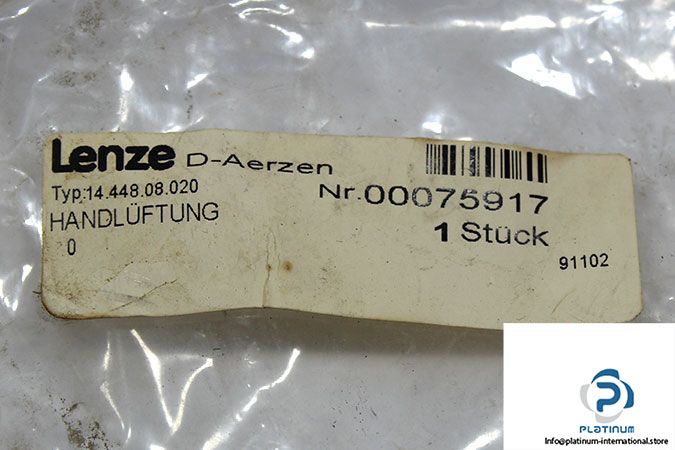 Lenze D-Aerzen
Typ:14.448.08.020
Nr.00075917
HANDLÜFTUNG
1 Stück
0
91102
PLATINUM
Info@platinum-international.store